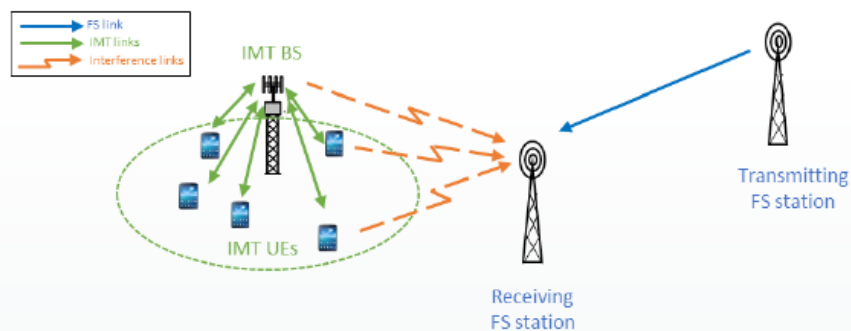 FS link
IMT links
Interference links
IMT BS
IMT UEs
Transmitting
FS station
Receiving
FS station